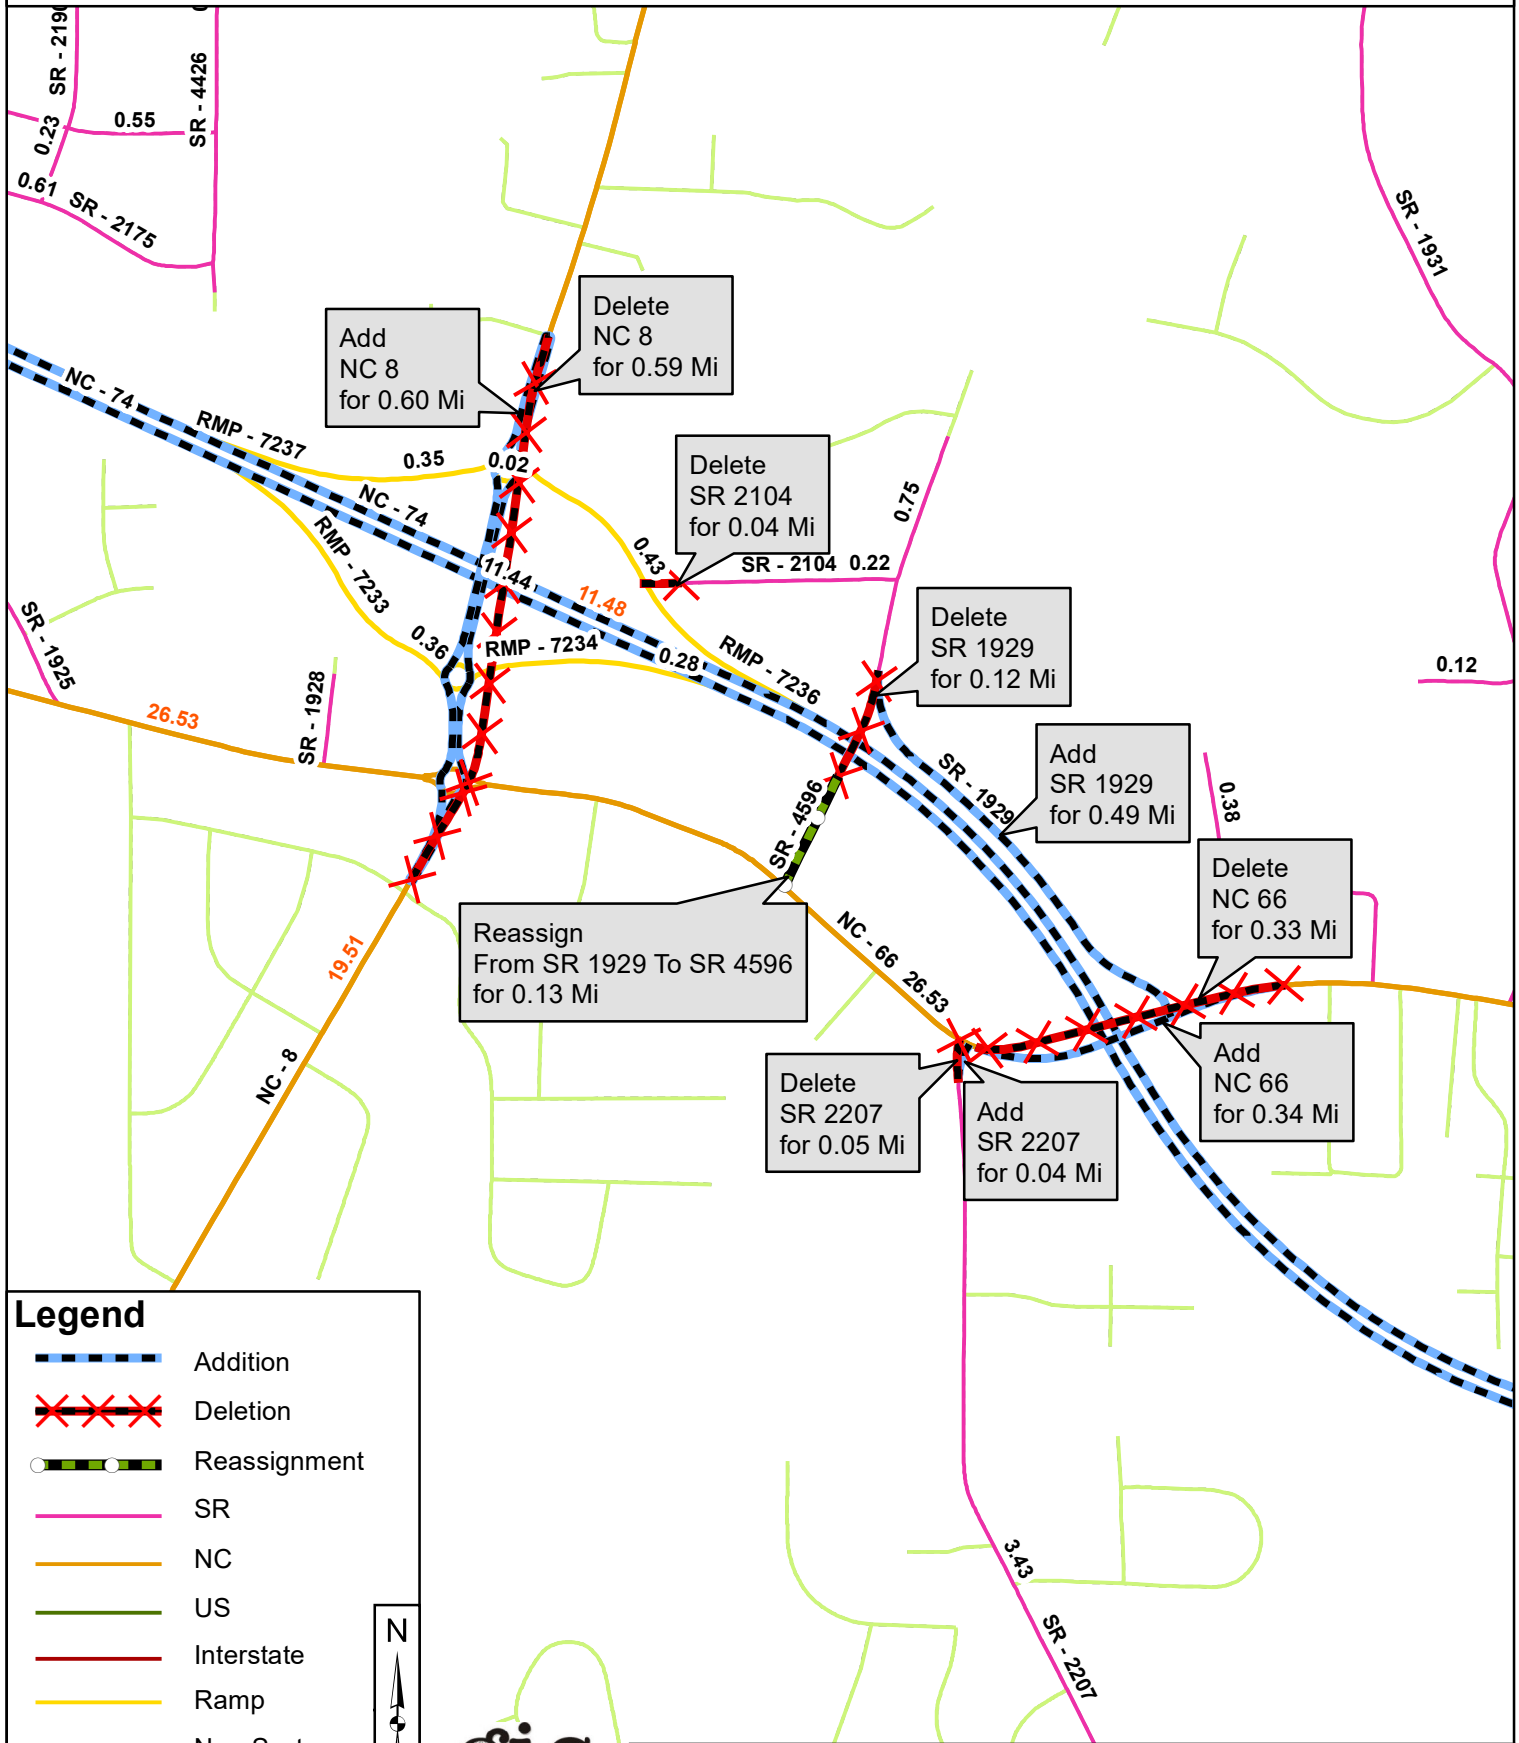 SR - 2190
SR - 4426
0.55
0.23
0.61
SR - 2175
SR - 1931
Delete
NC 8
for 0.59 Mi
Add
NC 8
for 0.60 Mi
NC - 74
RMP - 7237
0.35
0.02
NC - 74
Delete
SR 2104
for 0.04 Mi
0.75
RMP - 7233
0.43
SR - 2104 0.22
11.44
11.48
Delete
SR 1929
for 0.12 Mi
SR - 1925
0.36
RMP - 7234
0.28
RMP - 7236
0.12
26.53
SR - 1928
Add
SR 1929
for 0.49 Mi
SR - 1929
SR - 4596
0.38
Delete
NC 66
for 0.33 Mi
Reassign
From SR 1929 To SR 4596
for 0.13 Mi
NC - 66 26.53
19.51
NC - 8
Add
NC 66
for 0.34 Mi
Delete
SR 2207
for 0.05 Mi
Add
SR 2207
for 0.04 Mi
3.43
SR - 2207
Legend
Addition
Deletion
Reassignment
SR
NC
US
Interstate
Ramp
N